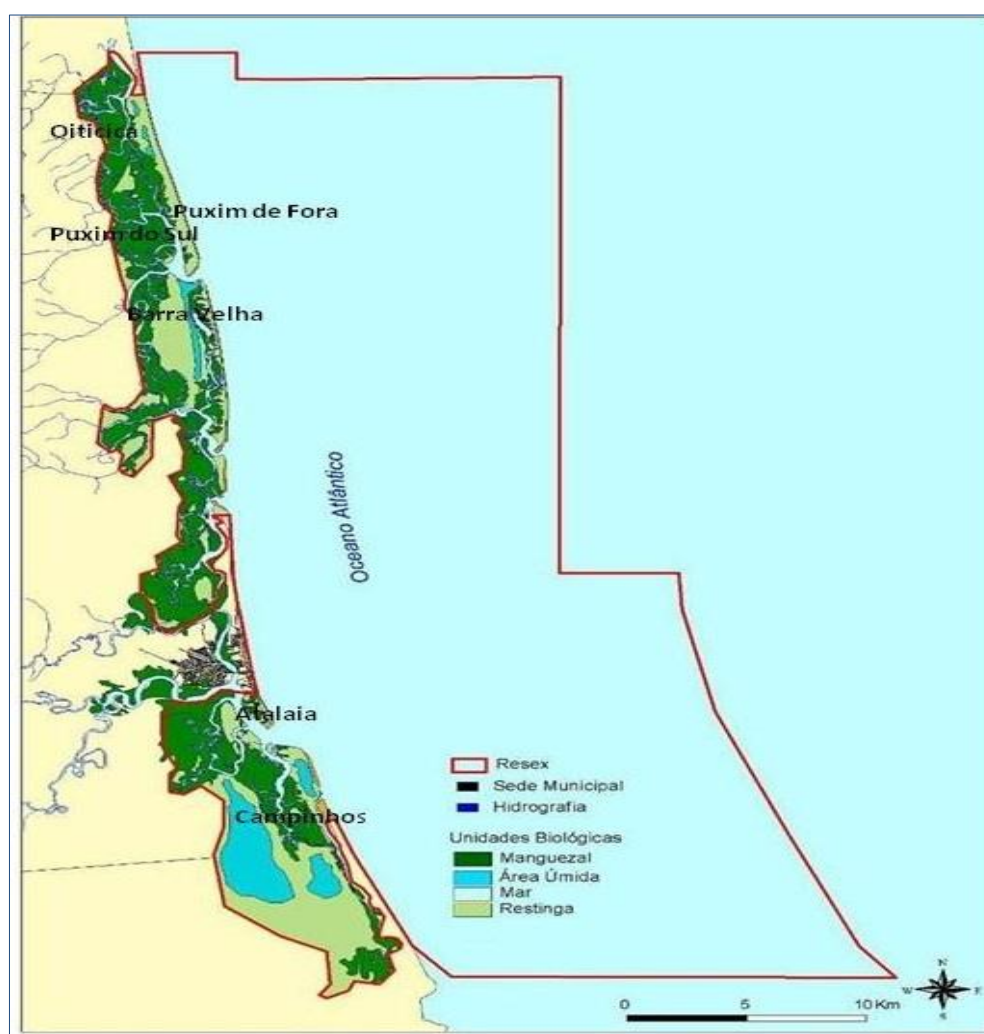 Oiticica
Puxim de Fora
Puxim do Sul
Barra Velha
Oceano Atlântico
Atalaia
Campinhos
Resex
Sede Municipal
Hidrografia
Unidades Biológicas
Manguezal
Área Úmida
Mar
Restinga
N
W E
S
0 5 10 Km